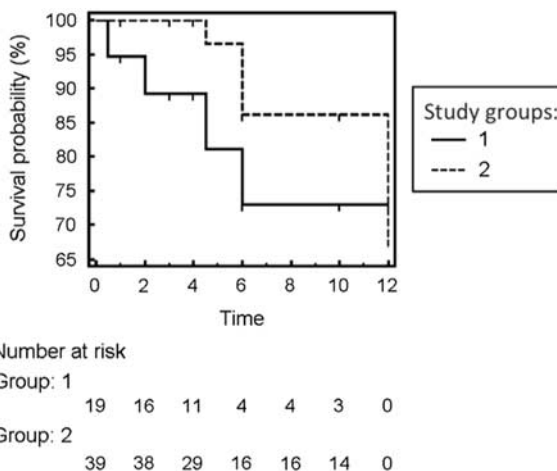 Survival probability (%)
100
95
90
85
80
75
70
65
0 2 4 6 8 10 12
Time
Study groups:
1
2
Number at risk
Group: 1
19 16 11 4 4 3 0
Group: 2
39 38 29 16 16 14 0